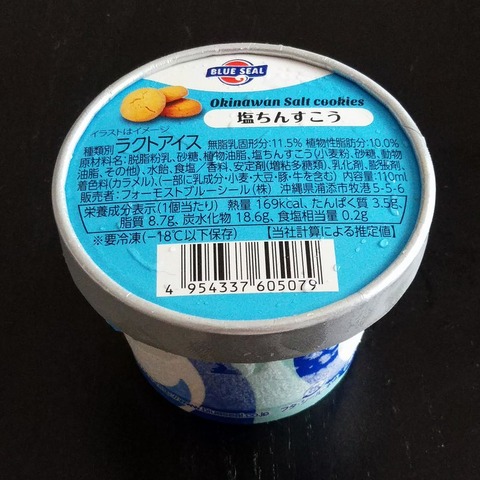 BLUE SEAL
Okinawan Salt cookies
塩ちんすこう
イラストはイメージ
種類別 ラクトアイス 無脂乳固形分:11.5% 植物性脂肪分:10.0%
原材料名:脱脂粉乳、砂糖、植物油脂、塩ちんすこう(小麦粉、砂糖、動物
油脂、その他)、水飴、食塩/香料、安定剤(増粘多糖類)、乳化剤、膨張剤、
着色料(カラメル)、(一部に乳成分・小麦・大豆・豚・牛を含む) 内容量:110ml
販売者:フォーモストブルーシール(株) 沖縄県浦添市牧港5-5-6
栄養成分表示(1個当たり) 熱量 169kcal、たんぱく質 3.5g、
脂質 8.7g、炭水化物 18.6g、食塩相当量 0.2g
※要冷凍(−18℃以下保存) 【当社計算による推定値】
4 954337 605079